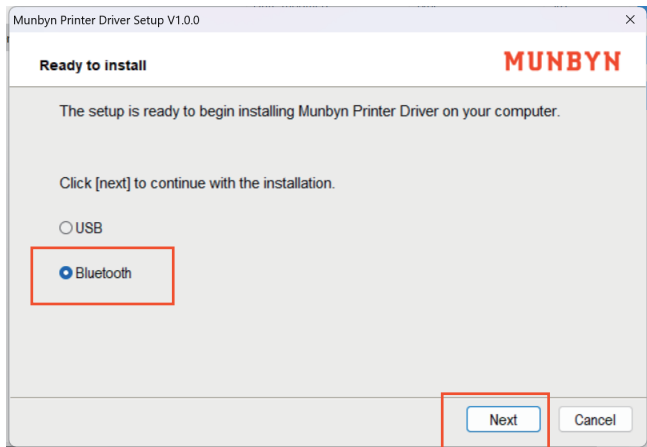 Munbyn Printer Driver Setup V1.0.0
Ready to install
MUNBYN
The setup is ready to begin installing Munbyn Printer Driver on your computer.
Click [next] to continue with the installation.
USB
Bluetooth
Next Cancel